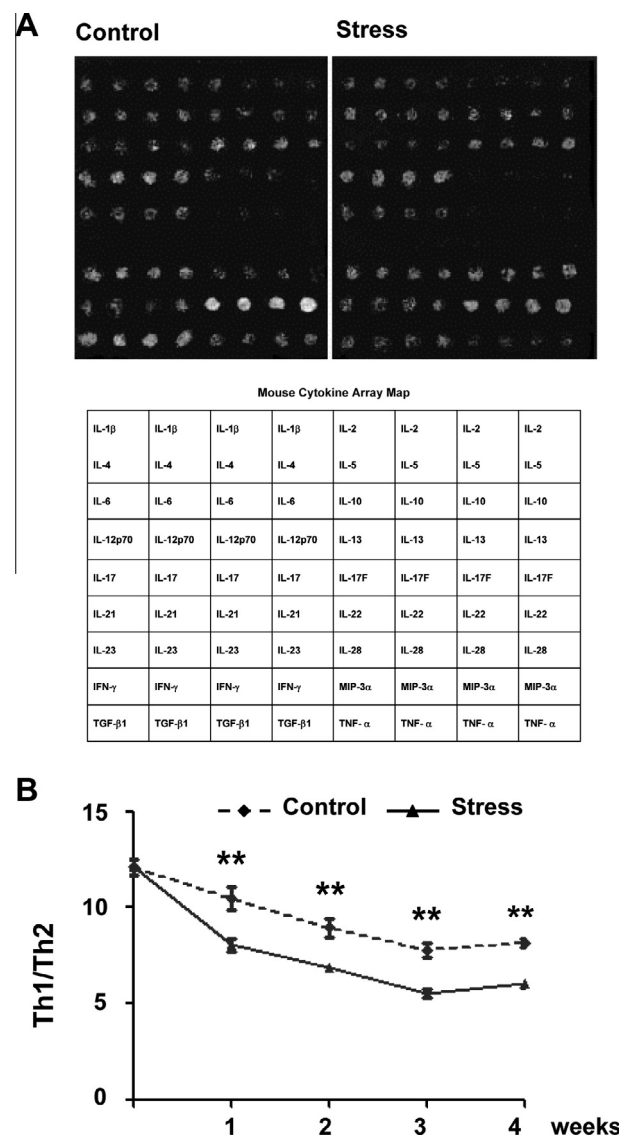 A
Control Stress
Mouse Cytokine Array Map
IL-1β IL-1β IL-1β IL-1β IL-2 IL-2 IL-2 IL-2
IL-4 IL-4 IL-4 IL-4 IL-5 IL-5 IL-5 IL-5
IL-6 IL-6 IL-6 IL-6 IL-10 IL-10 IL-10 IL-10
IL-12p70 IL-12p70 IL-12p70 IL-12p70 IL-13 IL-13 IL-13 IL-13
IL-17 IL-17 IL-17 IL-17 IL-17F IL-17F IL-17F IL-17F
IL-21 IL-21 IL-21 IL-21 IL-22 IL-22 IL-22 IL-22
IL-23 IL-23 IL-23 IL-23 IL-28 IL-28 IL-28 IL-28
IFN-γ IFN-γ IFN-γ IFN-γ MIP-3α MIP-3α MIP-3α MIP-3α
TGF-β1 TGF-β1 TGF-β1 TGF-β1 TNF- α TNF- α TNF- α TNF- α
B
Control Stress
15
10
5
0
Th1/Th2
** ** ** **
1 2 3 4 weeks